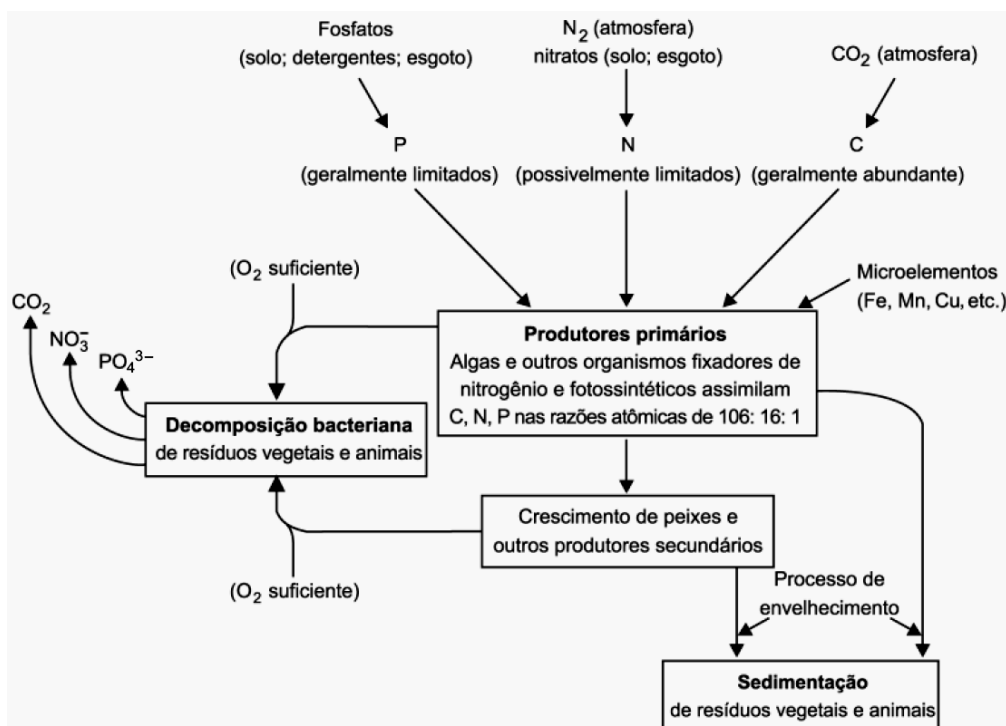 Fosfatos
(solo; detergentes; esgoto)
N₂ (atmosfera)
nitratos (solo; esgoto)
CO₂ (atmosfera)
P
(geralmente limitados)
N
(possivelmente limitados)
C
(geralmente abundante)
(O₂ suficiente)
Microelementos
(Fe, Mn, Cu, etc.)
CO₂
NO₃⁻
PO₄³⁻
Produtores primários
Algas e outros organismos fixadores de
nitrogênio e fotossintéticos assimilam
C, N, P nas razões atômicas de 106: 16: 1
Decomposição bacteriana
de resíduos vegetais e animais
Crescimento de peixes e
outros produtores secundários
(O₂ suficiente)
Processo de
envelhecimento
Sedimentação
de resíduos vegetais e animais